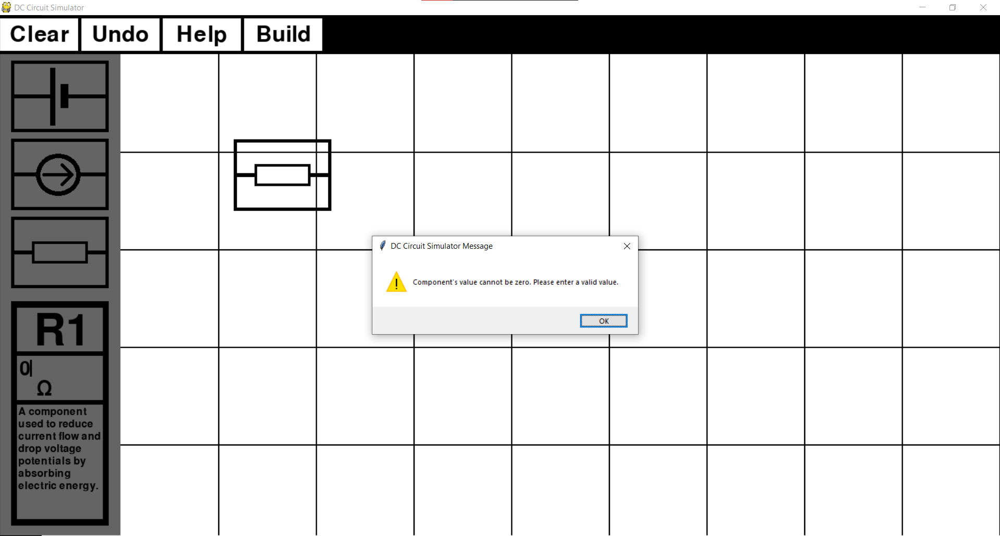 DC Circuit Simulator
Clear
Undo
Help
Build
DC Circuit Simulator Message
Component's value cannot be zero. Please enter a valid value.
OK
R1
0
Ω
A component
used to reduce
current flow and
drop voltage
potentials by
absorbing
electric energy.